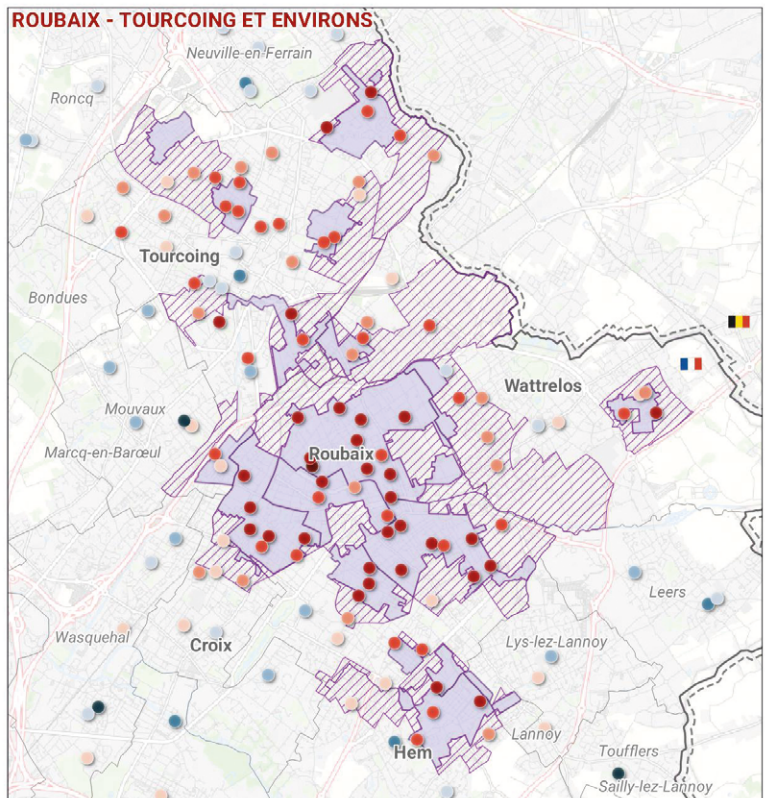 ROUBAIX - TOURCOING ET ENVIRONS
Neuville-en-Ferrain
Roncq
Tourcoing
Bondues
Wattrelos
Mouvaux
Marcq-en-Barœul
Roubaix
Leers
Wasquehal
Croix
Lys-lez-Lannoy
Lannoy
Hem
Toufflers
Sailly-lez-Lannoy